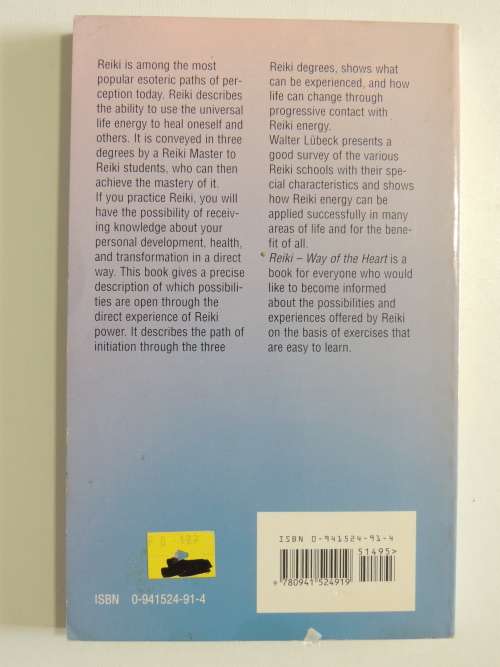 Reiki is among the most
popular esoteric paths of per-
ception today. Reiki describes
the ability to use the universal
life energy to heal oneself and
others. It is conveyed in three
degrees by a Reiki Master to
Reiki students, who can then
achieve the mastery of it.
If you practice Reiki, you will
have the possibility of receiv-
ing knowledge about your
personal development, health,
and transformation in a direct
way. This book gives a precise
description of which possibili-
ties are open through the
direct experience of Reiki
power. It describes the path of
initiation through the three
Reiki degrees, shows what
can be experienced, and how
life can change through
progressive contact with
Reiki energy.
Walter Lübeck presents a
good survey of the various
Reiki schools with their spe-
cial characteristics and shows
how Reiki energy can be
applied successfully in many
areas of life and for the bene-
fit of all.
Reiki – Way of the Heart is a
book for everyone who would
like to become informed
about the possibilities and
experiences offered by Reiki
on the basis of exercises that
are easy to learn.
ISBN 0-941524-91-4
51495>
9 780941 524919
ISBN 0-941524-91-4